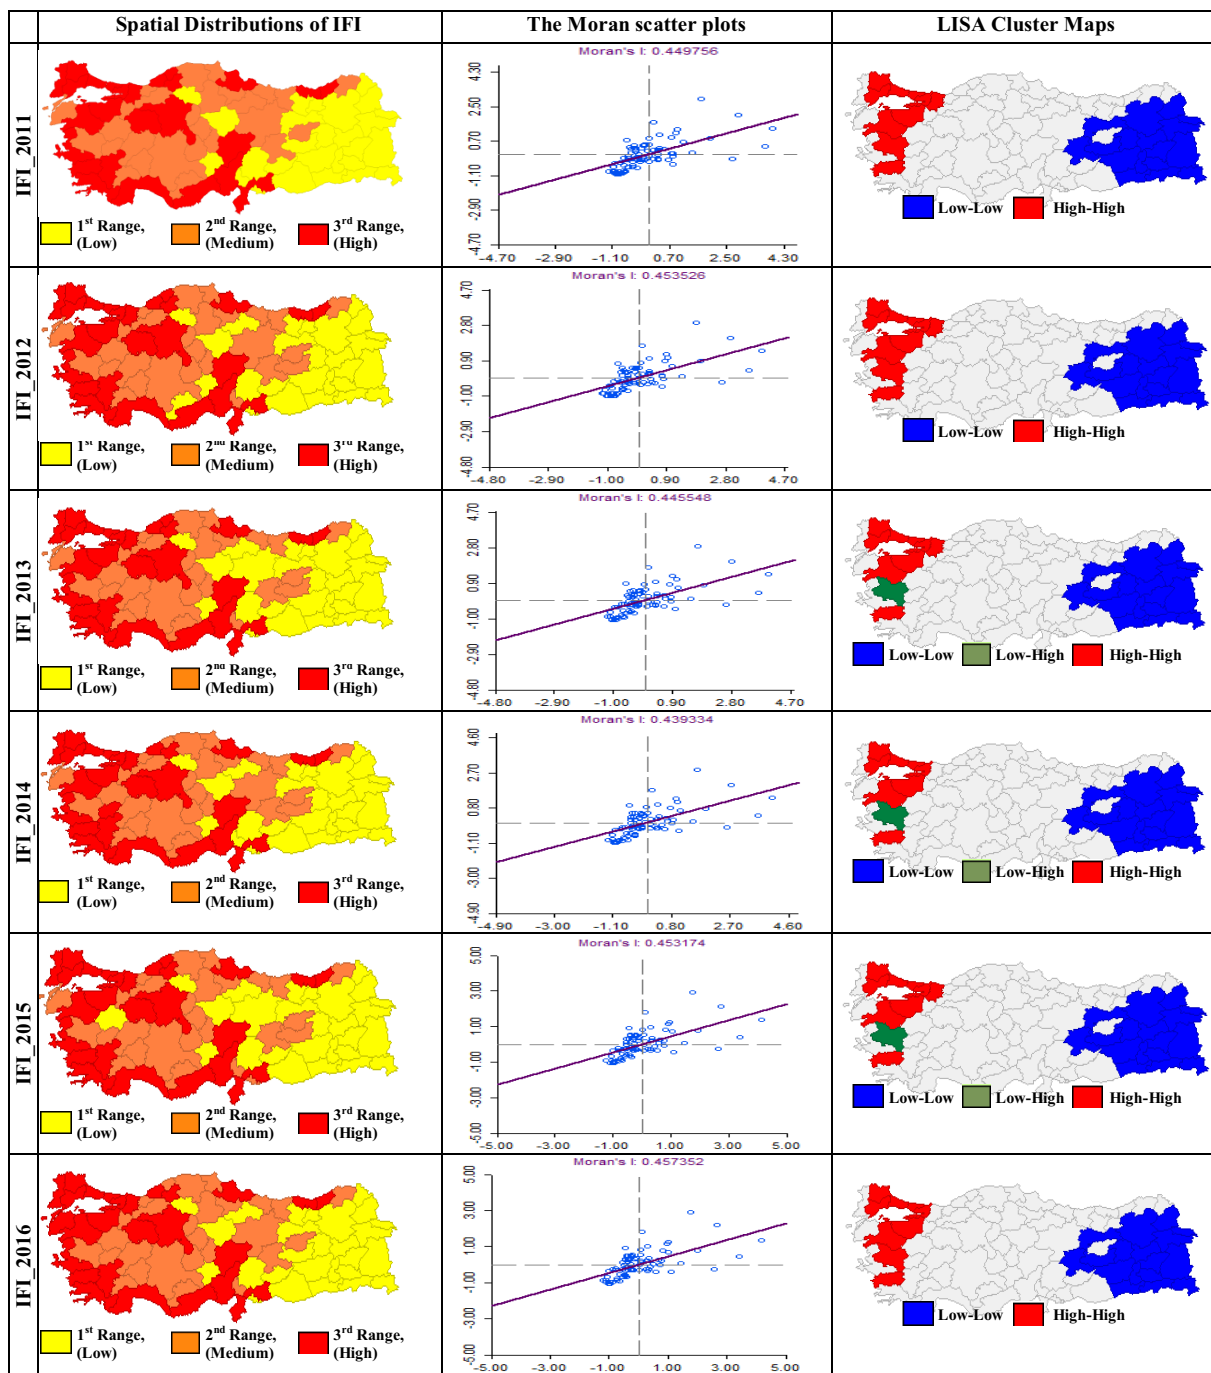 Spatial Distributions of IFI
The Moran scatter plots
LISA Cluster Maps
IFI_2011
1st Range, (Low)
2nd Range, (Medium)
3rd Range, (High)
Moran's I: 0.449756
4.30
2.50
0.70
-1.10
-2.90
-4.70
-4.70 -2.90 -1.10 0.70 2.50 4.30
Low-Low
High-High
IFI_2012
1st Range, (Low)
2nd Range, (Medium)
3rd Range, (High)
Moran's I: 0.453526
4.70
2.80
0.90
-1.00
-2.90
-4.80
-4.80 -2.90 -1.00 0.90 2.80 4.70
Low-Low
High-High
IFI_2013
1st Range, (Low)
2nd Range, (Medium)
3rd Range, (High)
Moran's I: 0.445548
4.70
2.80
0.90
-1.00
-2.90
-4.80
-4.80 -2.90 -1.00 0.90 2.80 4.70
Low-Low
Low-High
High-High
IFI_2014
1st Range, (Low)
2nd Range, (Medium)
3rd Range, (High)
Moran's I: 0.439334
4.60
2.70
0.80
-1.10
-3.00
-4.90
-4.90 -3.00 -1.10 0.80 2.70 4.60
Low-Low
Low-High
High-High
IFI_2015
1st Range, (Low)
2nd Range, (Medium)
3rd Range, (High)
Moran's I: 0.453174
5.00
3.00
1.00
-1.00
-3.00
-5.00
-5.00 -3.00 -1.00 1.00 3.00 5.00
Low-Low
Low-High
High-High
IFI_2016
1st Range, (Low)
2nd Range, (Medium)
3rd Range, (High)
Moran's I: 0.457352
5.00
3.00
1.00
-1.00
-3.00
-5.00
-5.00 -3.00 -1.00 1.00 3.00 5.00
Low-Low
High-High